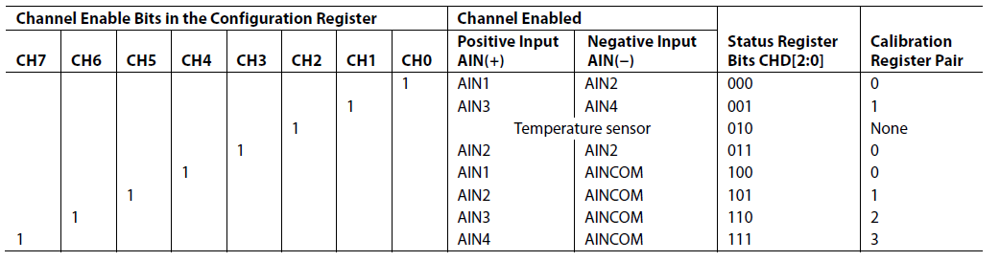 Channel Enable Bits in the Configuration Register Channel Enabled
CH7 CH6 CH5 CH4 CH3 CH2 CH1 CH0 Positive Input AIN(+) Negative Input AIN(−) Status Register Bits CHD[2:0] Calibration Register Pair
1 AIN1 AIN2 000 0
1 AIN3 AIN4 001 1
1 Temperature sensor 010 None
1 AIN2 AIN2 011 0
1 AIN1 AINCOM 100 0
1 AIN2 AINCOM 101 1
1 AIN3 AINCOM 110 2
1 AIN4 AINCOM 111 3